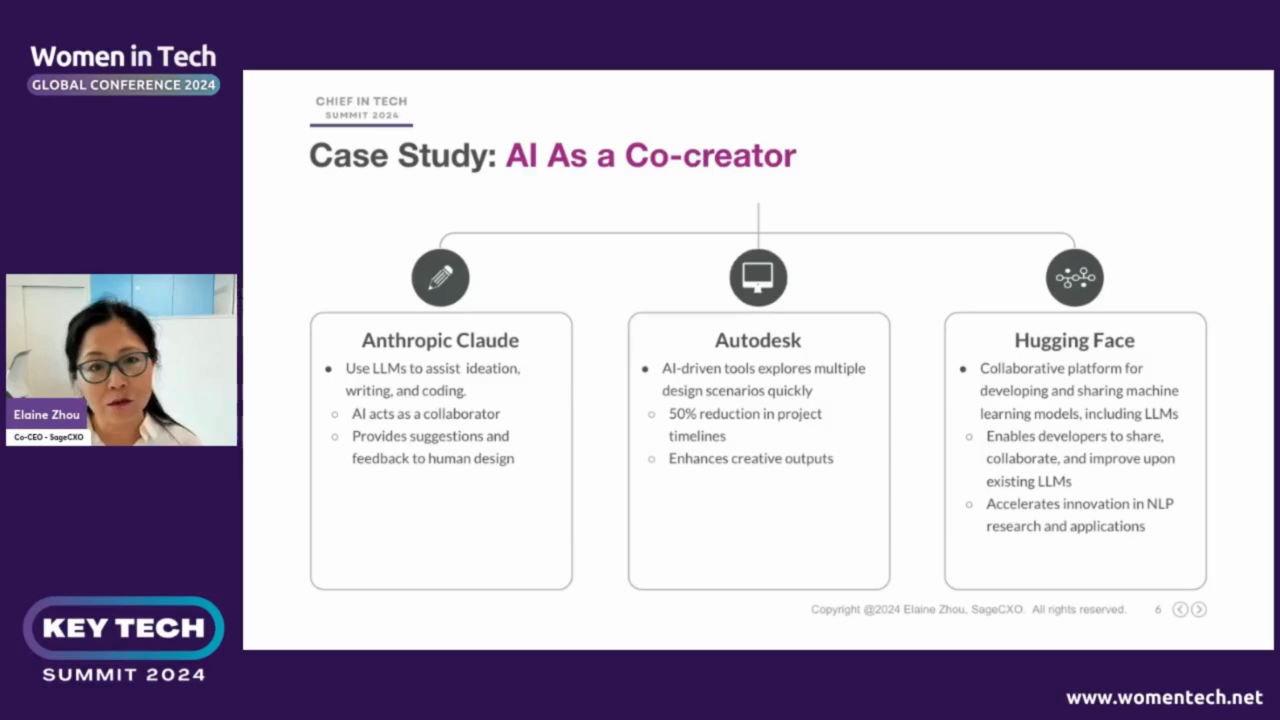 Women in Tech
GLOBAL CONFERENCE 2024
CHIEF IN TECH
SUMMIT 2024
Case Study: AI As a Co-creator
Anthropic Claude
● Use LLMs to assist ideation,
writing, and coding.
○ AI acts as a collaborator
○ Provides suggestions and
feedback to human design
Autodesk
● AI-driven tools explores multiple
design scenarios quickly
○ 50% reduction in project
timelines
○ Enhances creative outputs
Hugging Face
● Collaborative platform for
developing and sharing machine
learning models, including LLMs
○ Enables developers to share,
collaborate, and improve upon
existing LLMs
○ Accelerates innovation in NLP
research and applications
Elaine Zhou
Co-CEO - SageCXO
Copyright @2024 Elaine Zhou, SageCXO. All rights reserved. 6
KEY TECH
SUMMIT 2024
www.womentech.net